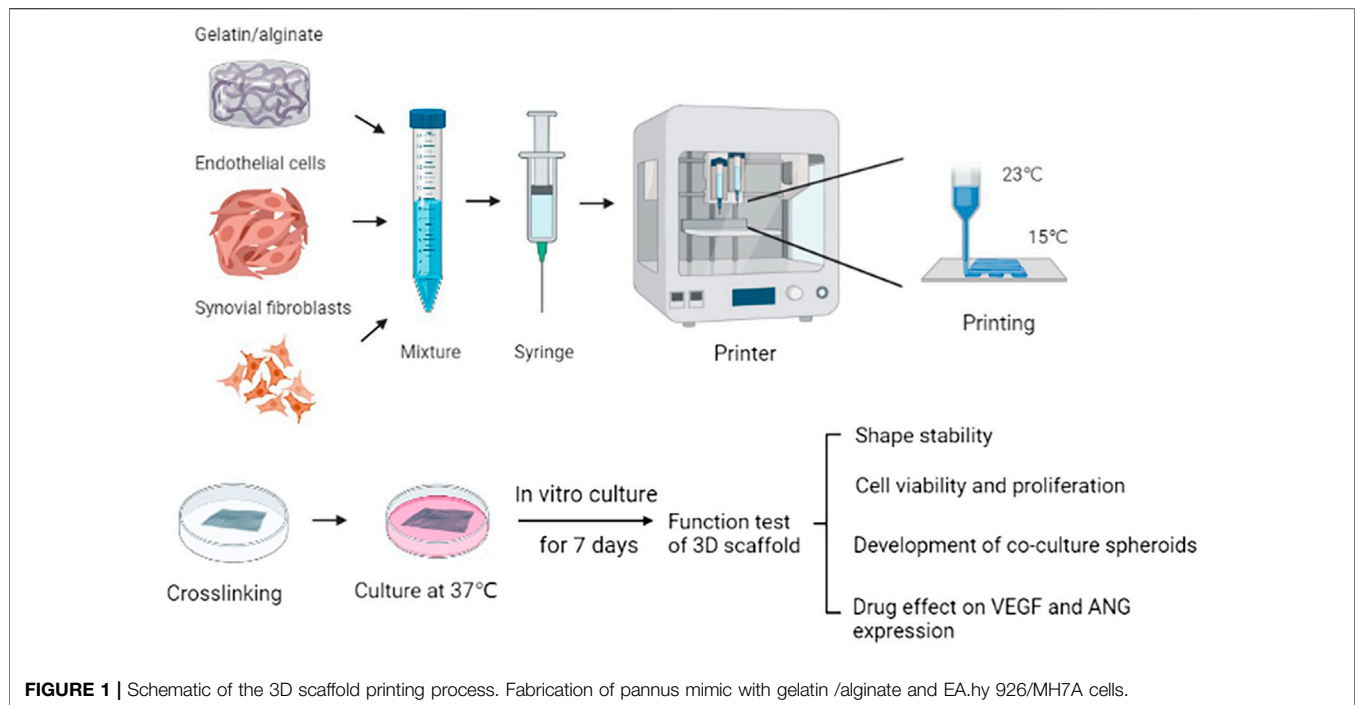 Gelatin/alginate
Endothelial cells
Synovial fibroblasts
Mixture
Syringe
Printer
23°C
15°C
Printing
Crosslinking
Culture at 37°C
In vitro culture
for 7 days
Function test
of 3D scaffold
Shape stability
Cell viability and proliferation
Development of co-culture spheroids
Drug effect on VEGF and ANG
expression
FIGURE 1 | Schematic of the 3D scaffold printing process. Fabrication of pannus mimic with gelatin /alginate and EA.hy 926/MH7A cells.